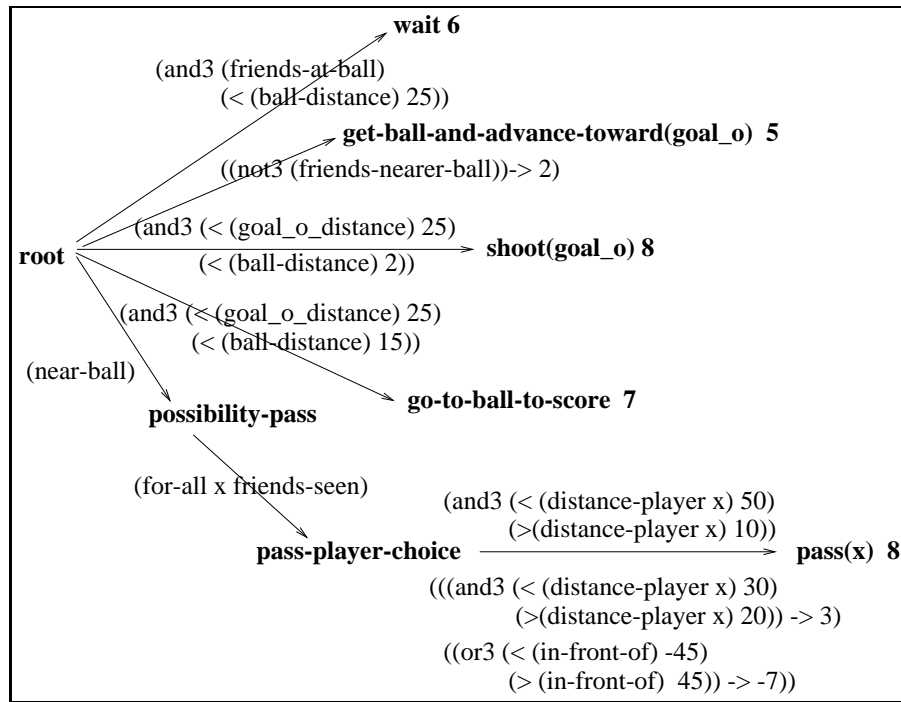 wait 6
(and3 (friends-at-ball)
(< (ball-distance) 25))
get-ball-and-advance-toward(goal_o) 5
((not3 (friends-nearer-ball))-> 2)
(and3 (< (goal_o_distance) 25)
root
shoot(goal_o) 8
(< (ball-distance) 2))
(and3 (< (goal_o_distance) 25)
(< (ball-distance) 15))
(near-ball)
possibility-pass
go-to-ball-to-score 7
(for-all x friends-seen)
(and3 (< (distance-player x) 50)
(>(distance-player x) 10))
pass-player-choice
pass(x) 8
(((and3 (< (distance-player x) 30)
(>(distance-player x) 20)) -> 3)
((or3 (< (in-front-of) -45)
(> (in-front-of) 45)) -> -7))